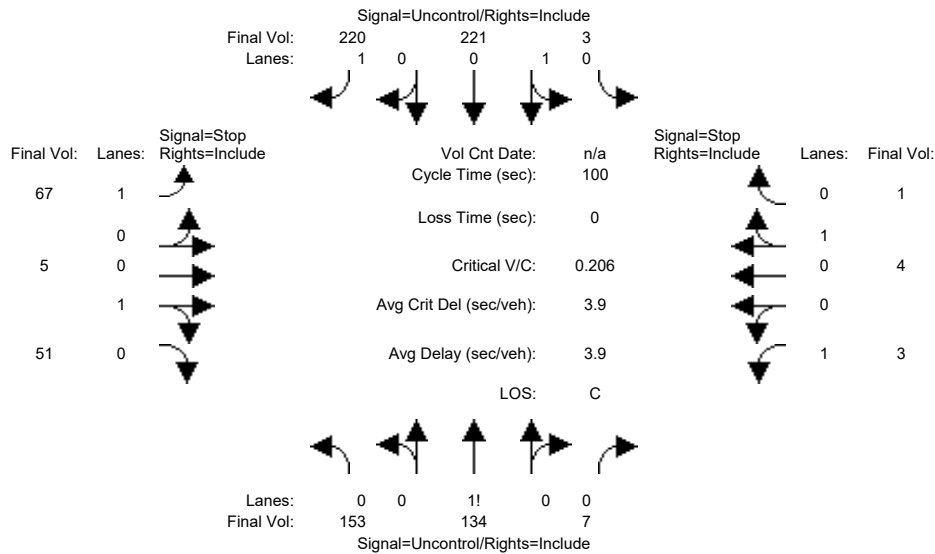 Signal=Uncontrol/Rights=Include
Final Vol: 220 221 3
Lanes: 1 0 0 1 0
Signal=Stop
Final Vol: Lanes: Rights=Include
Vol Cnt Date: n/a
Signal=Stop
Rights=Include Lanes: Final Vol:
Cycle Time (sec): 100
67 1
0 1
Loss Time (sec): 0
0
1
5 0
Critical V/C: 0.206
0 4
1
Avg Crit Del (sec/veh): 3.9
0
51 0
Avg Delay (sec/veh): 3.9
1 3
LOS: C
Lanes: 0 0 1! 0 0
Final Vol: 153 134 7
Signal=Uncontrol/Rights=Include